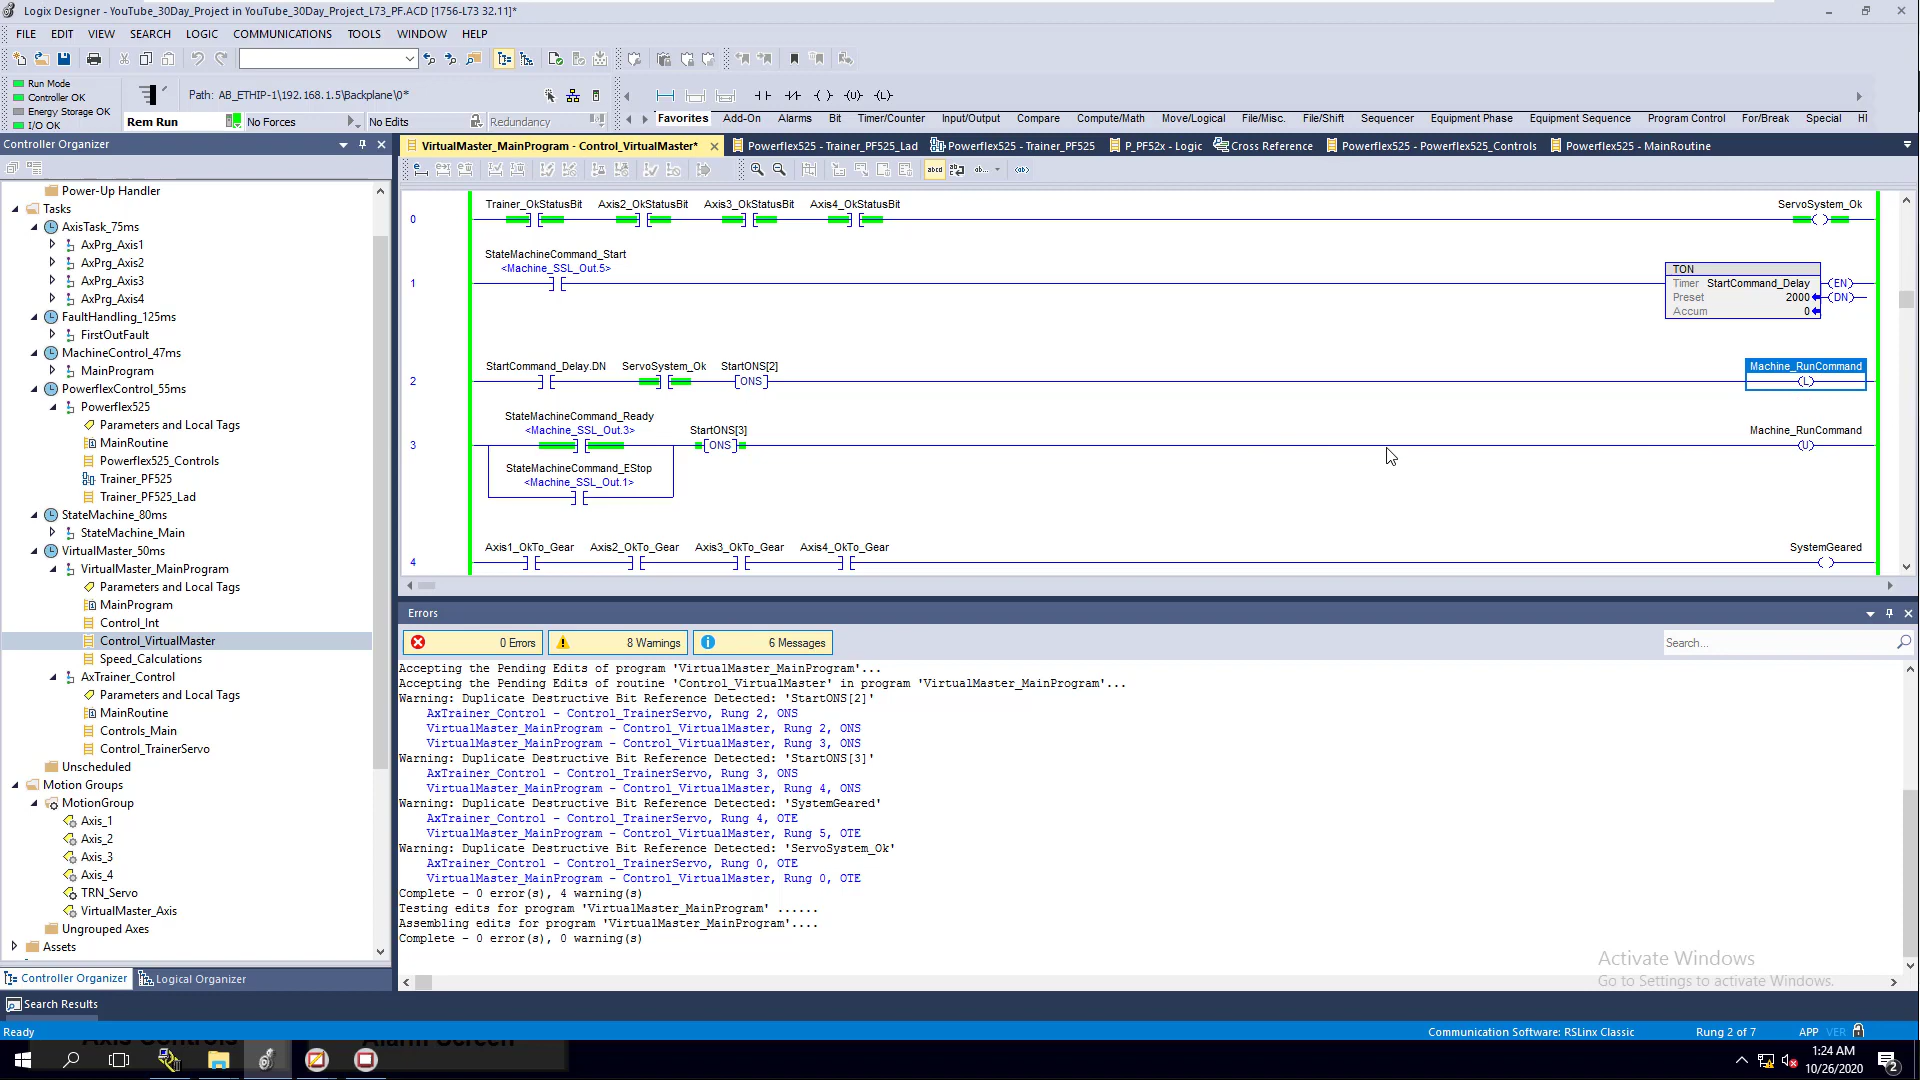 Logix Designer - YouTube_30Day_Project in YouTube_30Day_Project_L73_PF.ACD [1756-L73 32.11]*
FILE EDIT VIEW SEARCH LOGIC COMMUNICATIONS TOOLS WINDOW HELP
Run Mode
Controller OK
Energy Storage OK
I/O OK
Path: AB_ETHIP-1\192.168.1.5\Backplane\0*
Rem Run No Forces No Edits Redundancy
Favorites Add-On Alarms Bit Timer/Counter Input/Output Compare Compute/Math Move/Logical File/Misc. File/Shift Sequencer Equipment Phase Equipment Sequence Program Control For/Break Special HI
Controller Organizer
VirtualMaster_MainProgram - Control_VirtualMaster* Powerflex525 - Trainer_PF525_Lad Powerflex525 - Trainer_PF525 P_PF52x - Logic Cross Reference Powerflex525 - Powerflex525_Controls Powerflex525 - MainRoutine
Power-Up Handler
Tasks
AxisTask_75ms
AxPrg_Axis1
AxPrg_Axis2
AxPrg_Axis3
AxPrg_Axis4
FaultHandling_125ms
FirstOutFault
MachineControl_47ms
MainProgram
PowerflexControl_55ms
Powerflex525
Parameters and Local Tags
MainRoutine
Powerflex525_Controls
Trainer_PF525
Trainer_PF525_Lad
StateMachine_80ms
StateMachine_Main
VirtualMaster_50ms
VirtualMaster_MainProgram
Parameters and Local Tags
MainProgram
Control_Int
Control_VirtualMaster
Speed_Calculations
AxTrainer_Control
Parameters and Local Tags
MainRoutine
Controls_Main
Control_TrainerServo
Unscheduled
Motion Groups
MotionGroup
Axis_1
Axis_2
Axis_3
Axis_4
TRN_Servo
VirtualMaster_Axis
Ungrouped Axes
Assets
Controller Organizer Logical Organizer
Search Results
Trainer_OkStatusBit Axis2_OkStatusBit Axis3_OkStatusBit Axis4_OkStatusBit ServoSystem_Ok
0
StateMachineCommand_Start
<Machine_SSL_Out.5>
1
TON
Timer StartCommand_Delay
Preset 2000
Accum 0
(EN)
(DN)
StartCommand_Delay.DN ServoSystem_Ok StartONS[2] Machine_RunCommand
2 ONS L
StateMachineCommand_Ready
<Machine_SSL_Out.3> StartONS[3] Machine_RunCommand
3 ONS U
StateMachineCommand_EStop
<Machine_SSL_Out.1>
Axis1_OkTo_Gear Axis2_OkTo_Gear Axis3_OkTo_Gear Axis4_OkTo_Gear SystemGeared
4
Errors
0 Errors 8 Warnings 6 Messages Search...
Accepting the Pending Edits of program 'VirtualMaster_MainProgram'...
Accepting the Pending Edits of routine 'Control_VirtualMaster' in program 'VirtualMaster_MainProgram'...
Warning: Duplicate Destructive Bit Reference Detected: 'StartONS[2]'
AxTrainer_Control - Control_TrainerServo, Rung 2, ONS
VirtualMaster_MainProgram - Control_VirtualMaster, Rung 2, ONS
VirtualMaster_MainProgram - Control_VirtualMaster, Rung 3, ONS
Warning: Duplicate Destructive Bit Reference Detected: 'StartONS[3]'
AxTrainer_Control - Control_TrainerServo, Rung 3, ONS
VirtualMaster_MainProgram - Control_VirtualMaster, Rung 4, ONS
Warning: Duplicate Destructive Bit Reference Detected: 'SystemGeared'
AxTrainer_Control - Control_TrainerServo, Rung 4, OTE
VirtualMaster_MainProgram - Control_VirtualMaster, Rung 5, OTE
Warning: Duplicate Destructive Bit Reference Detected: 'ServoSystem_Ok'
AxTrainer_Control - Control_TrainerServo, Rung 0, OTE
VirtualMaster_MainProgram - Control_VirtualMaster, Rung 0, OTE
Complete - 0 error(s), 4 warning(s)
Testing edits for program 'VirtualMaster_MainProgram' ......
Assembling edits for program 'VirtualMaster_MainProgram'....
Complete - 0 error(s), 0 warning(s)
Activate Windows
Go to Settings to activate Windows.
Ready Communication Software: RSLinx Classic Rung 2 of 7 APP VER
1:24 AM
10/26/2020
2